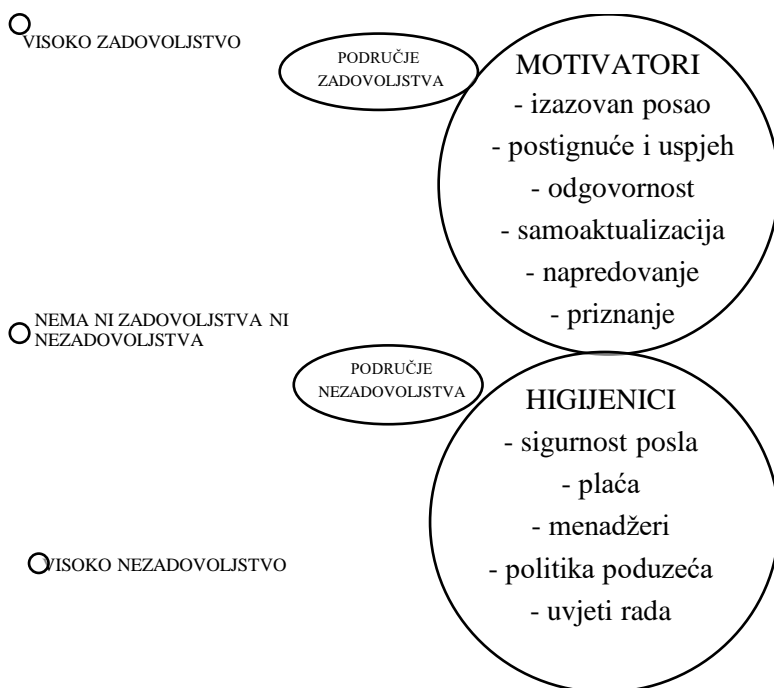 VISOKO ZADOVOLJSTVO
PODRUČJE
ZADOVOLJSTVA
MOTIVATORI
- izazovan posao
- postignuće i uspjeh
- odgovornost
- samoaktualizacija
- napredovanje
- priznanje
NEMA NI ZADOVOLJSTVA NI
NEZADOVOLJSTVA
PODRUČJE
NEZADOVOLJSTVA
HIGIJENICI
- sigurnost posla
- plaća
- menadžeri
- politika poduzeća
- uvjeti rada
VISOKO NEZADOVOLJSTVO